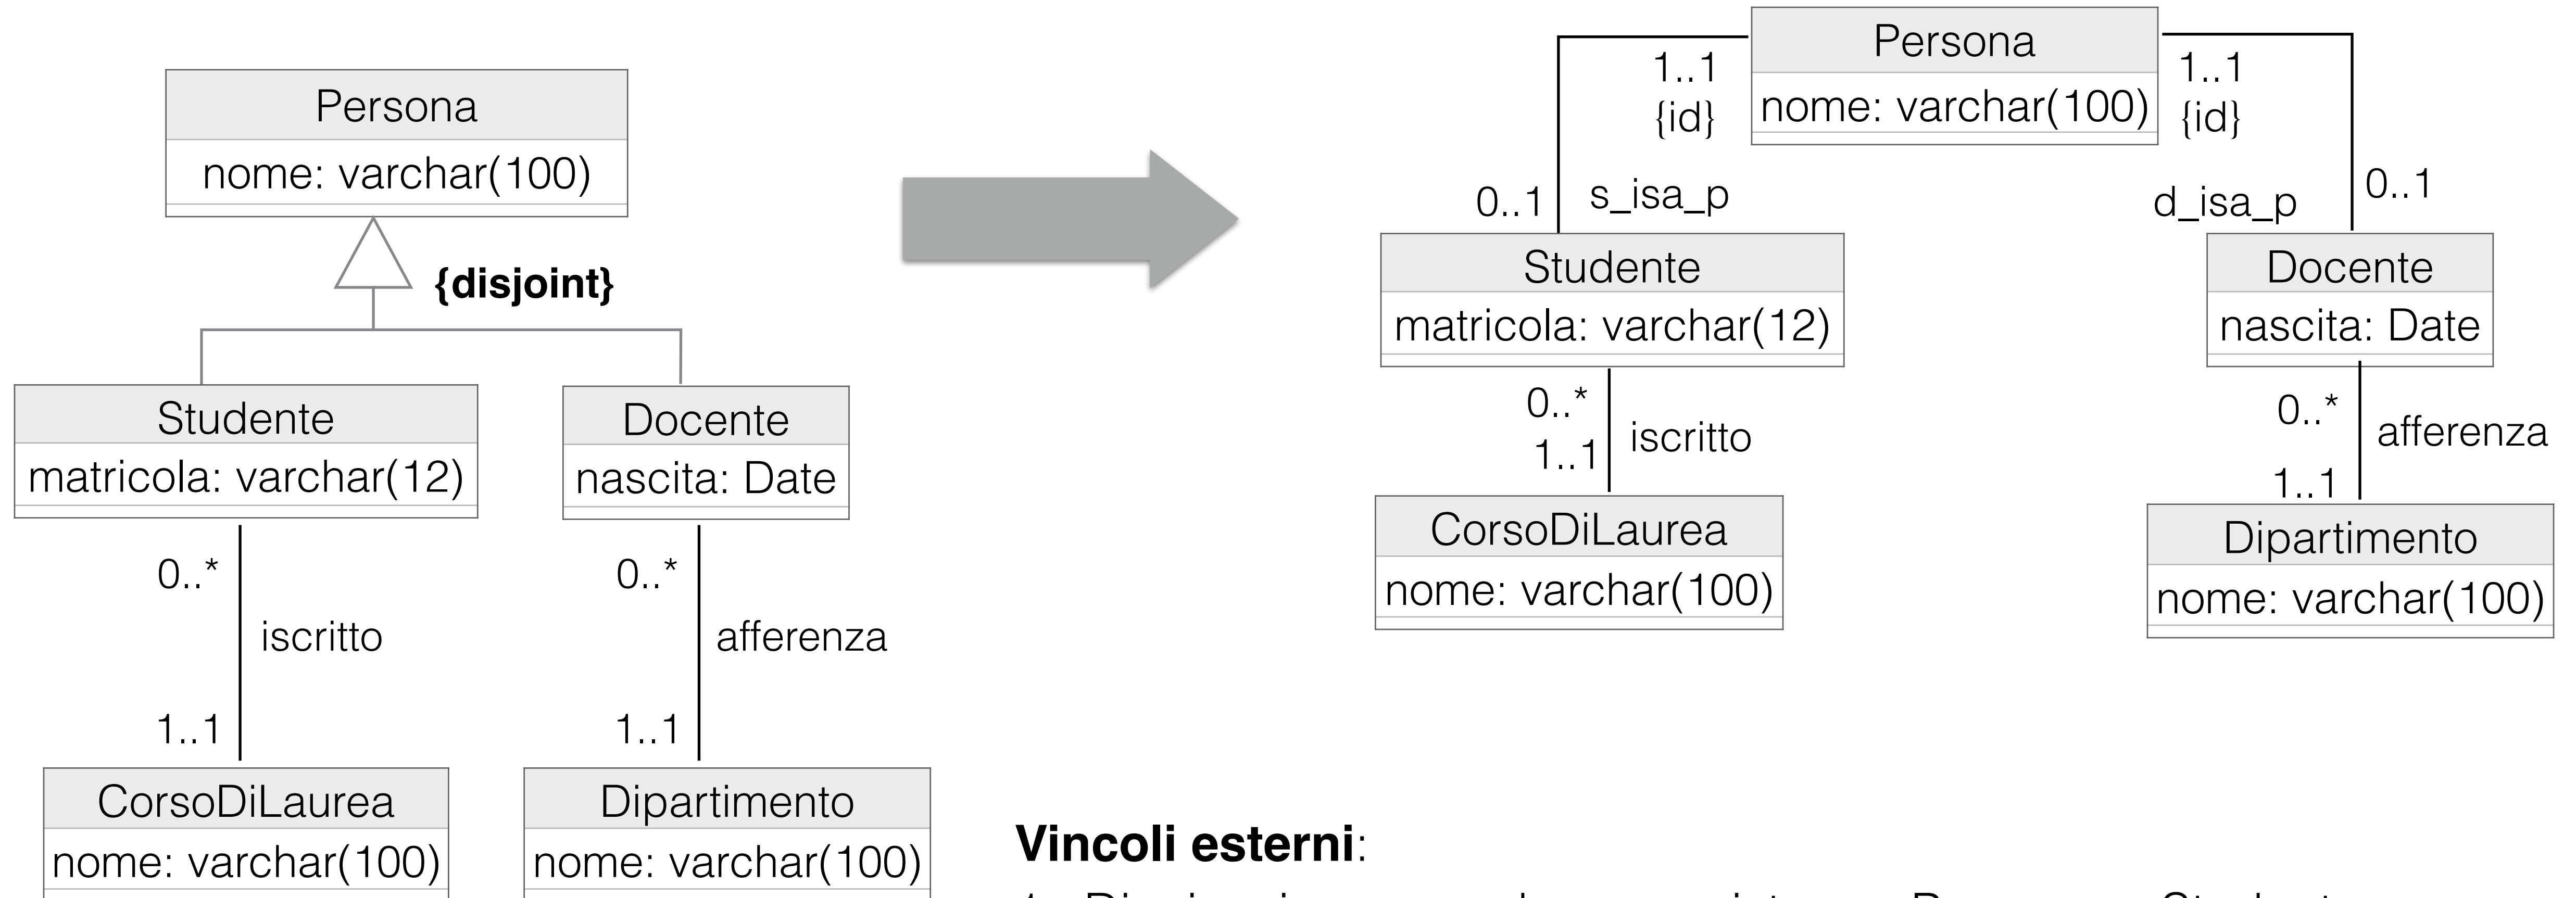 Persona
nome: varchar(100)
{disjoint}
Studente
matricola: varchar(12)
Docente
nascita: Date
0..*
iscritto
1..1
0..*
afferenza
1..1
CorsoDiLaurea
nome: varchar(100)
Dipartimento
nome: varchar(100)
Persona
nome: varchar(100)
1..1
{id}
0..1
s_isa_p
1..1
{id}
d_isa_p
0..1
Studente
matricola: varchar(12)
Docente
nascita: Date
0..*
1..1
iscritto
0..*
afferenza
1..1
CorsoDiLaurea
nome: varchar(100)
Dipartimento
nome: varchar(100)
Vincoli esterni: